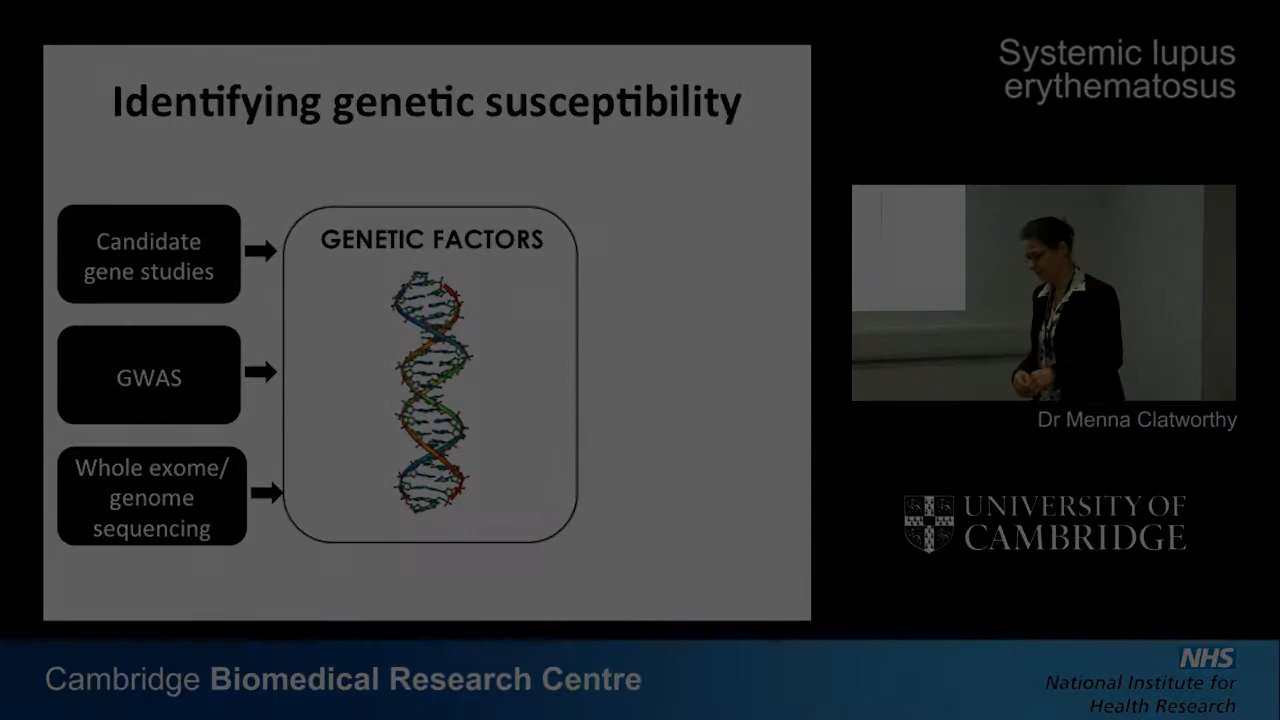 Identifying genetic susceptibility
Candidate
gene studies
GWAS
Whole exome/
genome
sequencing
GENETIC FACTORS
Systemic lupus
erythematosus
Dr Menna Clatworthy
UNIVERSITY OF
CAMBRIDGE
Cambridge Biomedical Research Centre
NHS
National Institute for
Health Research